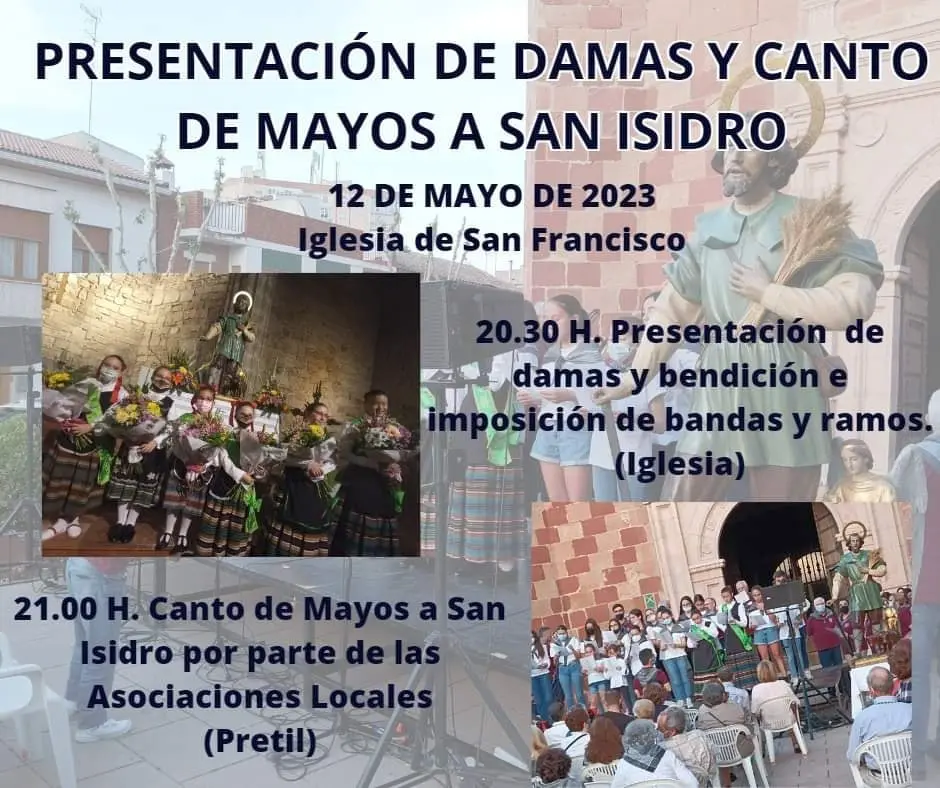 PRESENTACIÓN DE DAMAS Y CANTO
DE MAYOS A SAN ISIDRO
12 DE MAYO DE 2023
Iglesia de San Francisco
20.30 H. Presentación de
damas y bendición e
imposición de bandas y ramos.
(Iglesia)
21.00 H. Canto de Mayos a San
Isidro por parte de las
Asociaciones Locales
(Pretil)